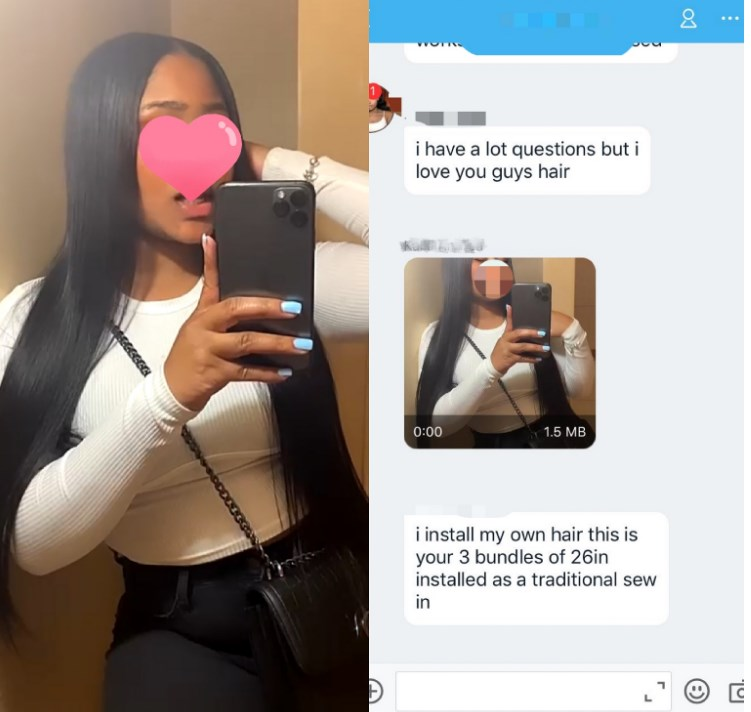 1
i have a lot questions but i
love you guys hair
0:00 1.5 MB
i install my own hair this is
your 3 bundles of 26in
installed as a traditional sew
in